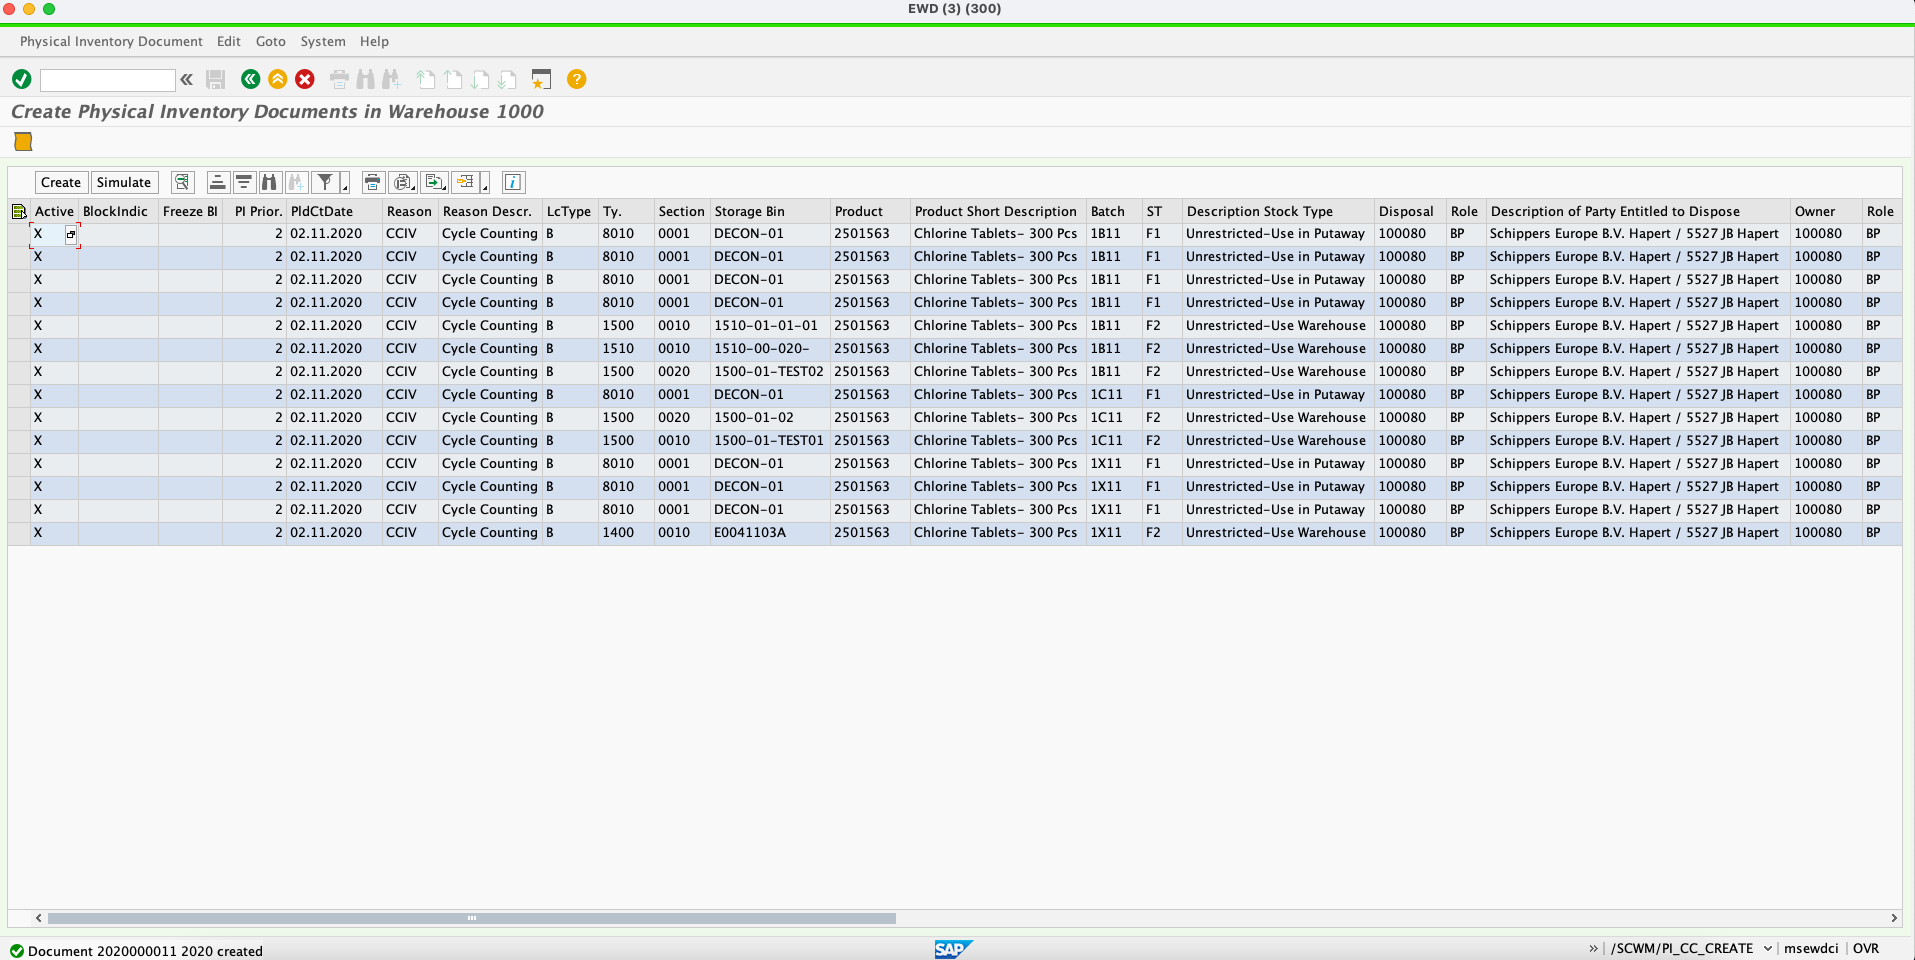 EWD (3) (300)
Physical Inventory Document Edit Goto System Help
Create Physical Inventory Documents in Warehouse 1000
Create Simulate
Active BlockIndic Freeze BI PI Prior. PldCtDate Reason Reason Descr. LcType Ty. Section Storage Bin Product Product Short Description Batch ST Description Stock Type Disposal Role Description of Party Entitled to Dispose Owner Role
X 2 02.11.2020 CCIV Cycle Counting B 8010 0001 DECON-01 2501563 Chlorine Tablets- 300 Pcs 1B11 F1 Unrestricted-Use in Putaway 100080 BP Schippers Europe B.V. Hapert / 5527 JB Hapert 100080 BP
X 2 02.11.2020 CCIV Cycle Counting B 8010 0001 DECON-01 2501563 Chlorine Tablets- 300 Pcs 1B11 F1 Unrestricted-Use in Putaway 100080 BP Schippers Europe B.V. Hapert / 5527 JB Hapert 100080 BP
X 2 02.11.2020 CCIV Cycle Counting B 8010 0001 DECON-01 2501563 Chlorine Tablets- 300 Pcs 1B11 F1 Unrestricted-Use in Putaway 100080 BP Schippers Europe B.V. Hapert / 5527 JB Hapert 100080 BP
X 2 02.11.2020 CCIV Cycle Counting B 8010 0001 DECON-01 2501563 Chlorine Tablets- 300 Pcs 1B11 F1 Unrestricted-Use in Putaway 100080 BP Schippers Europe B.V. Hapert / 5527 JB Hapert 100080 BP
X 2 02.11.2020 CCIV Cycle Counting B 1500 0010 1510-01-01-01 2501563 Chlorine Tablets- 300 Pcs 1B11 F2 Unrestricted-Use Warehouse 100080 BP Schippers Europe B.V. Hapert / 5527 JB Hapert 100080 BP
X 2 02.11.2020 CCIV Cycle Counting B 1510 0010 1510-00-020- 2501563 Chlorine Tablets- 300 Pcs 1B11 F2 Unrestricted-Use Warehouse 100080 BP Schippers Europe B.V. Hapert / 5527 JB Hapert 100080 BP
X 2 02.11.2020 CCIV Cycle Counting B 1500 0020 1500-01-TEST02 2501563 Chlorine Tablets- 300 Pcs 1B11 F2 Unrestricted-Use Warehouse 100080 BP Schippers Europe B.V. Hapert / 5527 JB Hapert 100080 BP
X 2 02.11.2020 CCIV Cycle Counting B 8010 0001 DECON-01 2501563 Chlorine Tablets- 300 Pcs 1C11 F1 Unrestricted-Use in Putaway 100080 BP Schippers Europe B.V. Hapert / 5527 JB Hapert 100080 BP
X 2 02.11.2020 CCIV Cycle Counting B 1500 0020 1500-01-02 2501563 Chlorine Tablets- 300 Pcs 1C11 F2 Unrestricted-Use Warehouse 100080 BP Schippers Europe B.V. Hapert / 5527 JB Hapert 100080 BP
X 2 02.11.2020 CCIV Cycle Counting B 1500 0010 1500-01-TEST01 2501563 Chlorine Tablets- 300 Pcs 1C11 F2 Unrestricted-Use Warehouse 100080 BP Schippers Europe B.V. Hapert / 5527 JB Hapert 100080 BP
X 2 02.11.2020 CCIV Cycle Counting B 8010 0001 DECON-01 2501563 Chlorine Tablets- 300 Pcs 1X11 F1 Unrestricted-Use in Putaway 100080 BP Schippers Europe B.V. Hapert / 5527 JB Hapert 100080 BP
X 2 02.11.2020 CCIV Cycle Counting B 8010 0001 DECON-01 2501563 Chlorine Tablets- 300 Pcs 1X11 F1 Unrestricted-Use in Putaway 100080 BP Schippers Europe B.V. Hapert / 5527 JB Hapert 100080 BP
X 2 02.11.2020 CCIV Cycle Counting B 8010 0001 DECON-01 2501563 Chlorine Tablets- 300 Pcs 1X11 F1 Unrestricted-Use in Putaway 100080 BP Schippers Europe B.V. Hapert / 5527 JB Hapert 100080 BP
X 2 02.11.2020 CCIV Cycle Counting B 1400 0010 E0041103A 2501563 Chlorine Tablets- 300 Pcs 1X11 F2 Unrestricted-Use Warehouse 100080 BP Schippers Europe B.V. Hapert / 5527 JB Hapert 100080 BP
Document 2020000011 2020 created SAP /SCWM/PI_CC_CREATE msewdci OVR